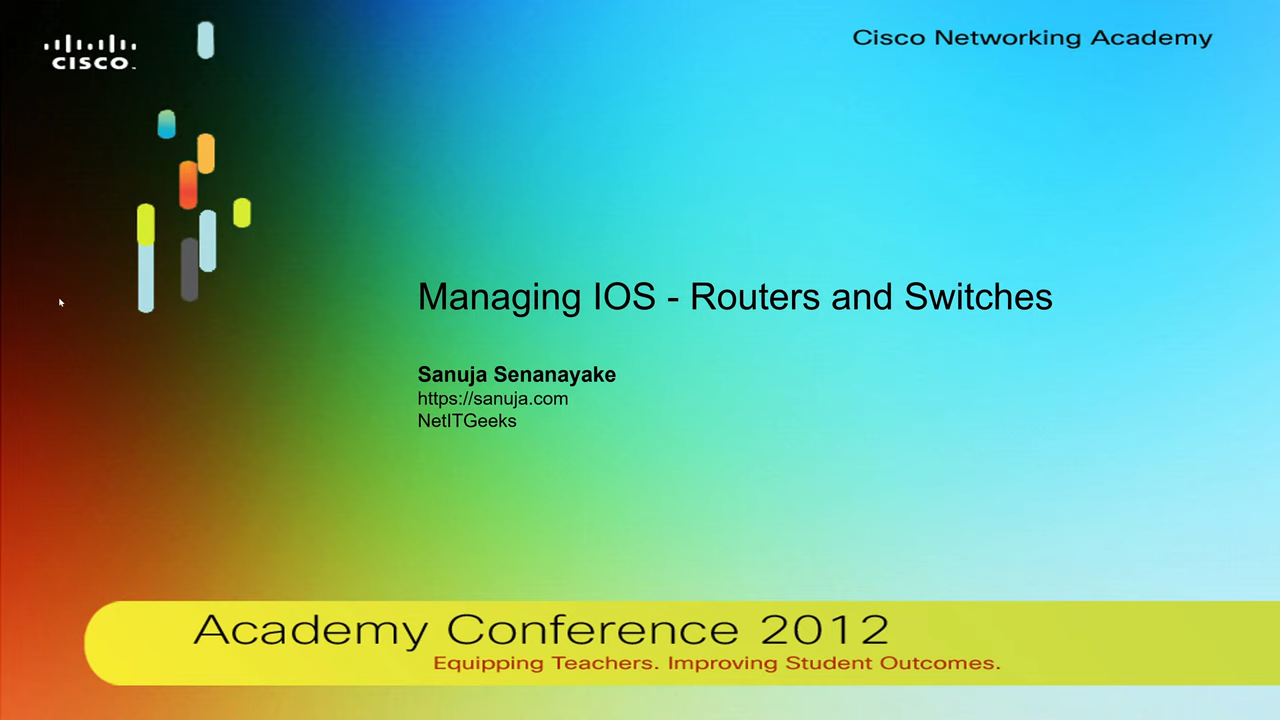 CISCO.
Cisco Networking Academy
Managing IOS - Routers and Switches
Sanuja Senanayake
https://sanuja.com
NetITGeeks
Academy Conference 2012
Equipping Teachers. Improving Student Outcomes.